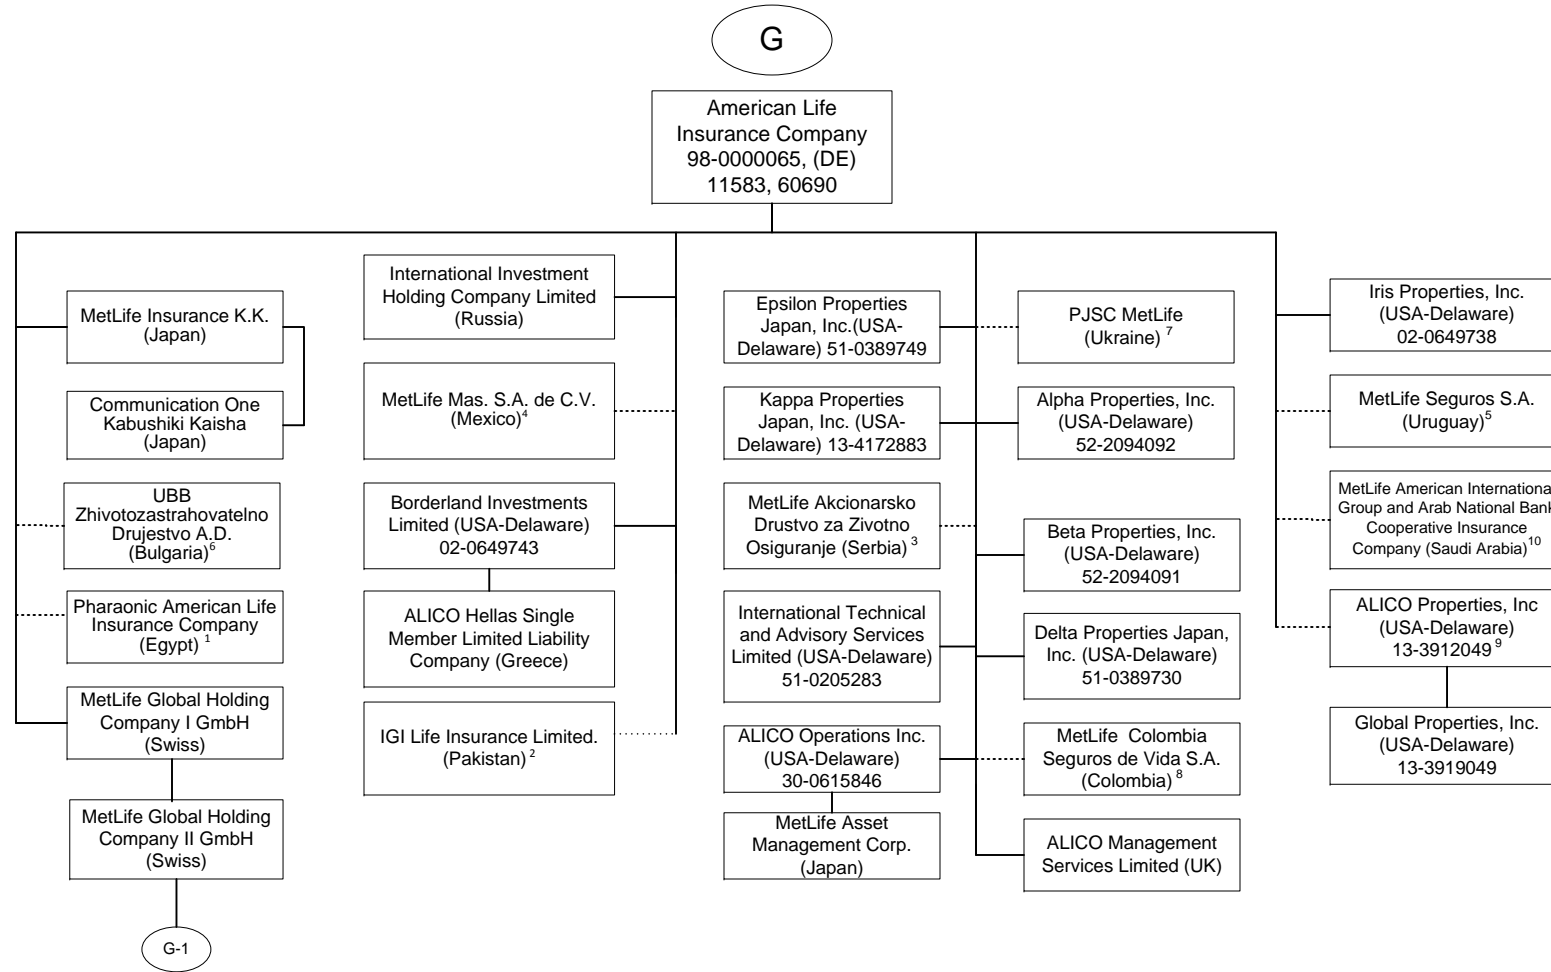 G
American Life
Insurance Company
98-0000065, (DE)
11583, 60690
MetLife Insurance K.K.
(Japan)
Communication One
Kabushiki Kaisha
(Japan)
UBB
Zhivotozastrahovatelno
Drujestvo A.D.
(Bulgaria)6
Pharaonic American Life
Insurance Company
(Egypt) 1
MetLife Global Holding
Company I GmbH
(Swiss)
MetLife Global Holding
Company II GmbH
(Swiss)
G-1
International Investment
Holding Company Limited
(Russia)
MetLife Mas. S.A. de C.V.
(Mexico)4
Borderland Investments
Limited (USA-Delaware)
02-0649743
ALICO Hellas Single
Member Limited Liability
Company (Greece)
IGI Life Insurance Limited.
(Pakistan) 2
Epsilon Properties
Japan, Inc.(USA-
Delaware) 51-0389749
Kappa Properties
Japan, Inc. (USA-
Delaware) 13-4172883
MetLife Akcionarsko
Drustvo za Zivotno
Osiguranje (Serbia) 3
International Technical
and Advisory Services
Limited (USA-Delaware)
51-0205283
ALICO Operations Inc.
(USA-Delaware)
30-0615846
MetLife Asset
Management Corp.
(Japan)
PJSC MetLife
(Ukraine) 7
Alpha Properties, Inc.
(USA-Delaware)
52-2094092
Beta Properties, Inc.
(USA-Delaware)
52-2094091
Delta Properties Japan,
Inc. (USA-Delaware)
51-0389730
MetLife Colombia
Seguros de Vida S.A.
(Colombia) 8
ALICO Management
Services Limited (UK)
Iris Properties, Inc.
(USA-Delaware)
02-0649738
MetLife Seguros S.A.
(Uruguay)5
MetLife American Internationa
Group and Arab National Bank
Cooperative Insurance
Company (Saudi Arabia)10
ALICO Properties, Inc
(USA-Delaware)
13-3912049 9
Global Properties, Inc.
(USA-Delaware)
13-3919049